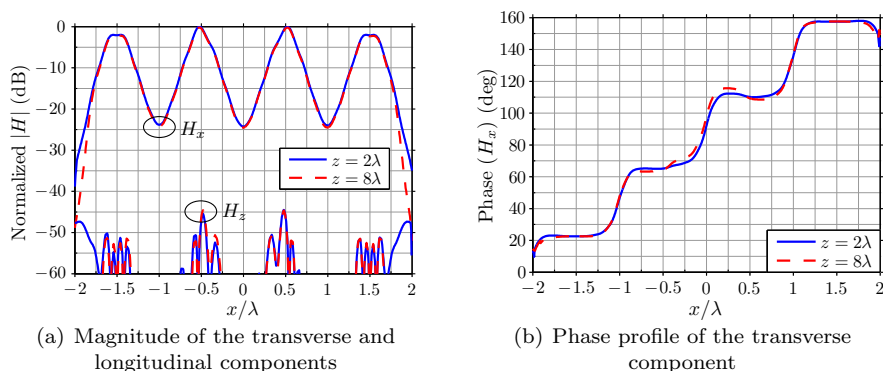 Normalized |H| (dB)
0
−10
−20
−30
−40
−50
−60
H_x
z = 2λ
z = 8λ
H_z
−2 −1.5 −1 −0.5 0 0.5 1 1.5 2
x/λ
(a) Magnitude of the transverse and
longitudinal components
Phase (H_x) (deg)
160
140
120
100
80
60
40
20
0
z = 2λ
z = 8λ
−2 −1.5 −1 −0.5 0 0.5 1 1.5 2
x/λ
(b) Phase profile of the transverse
component